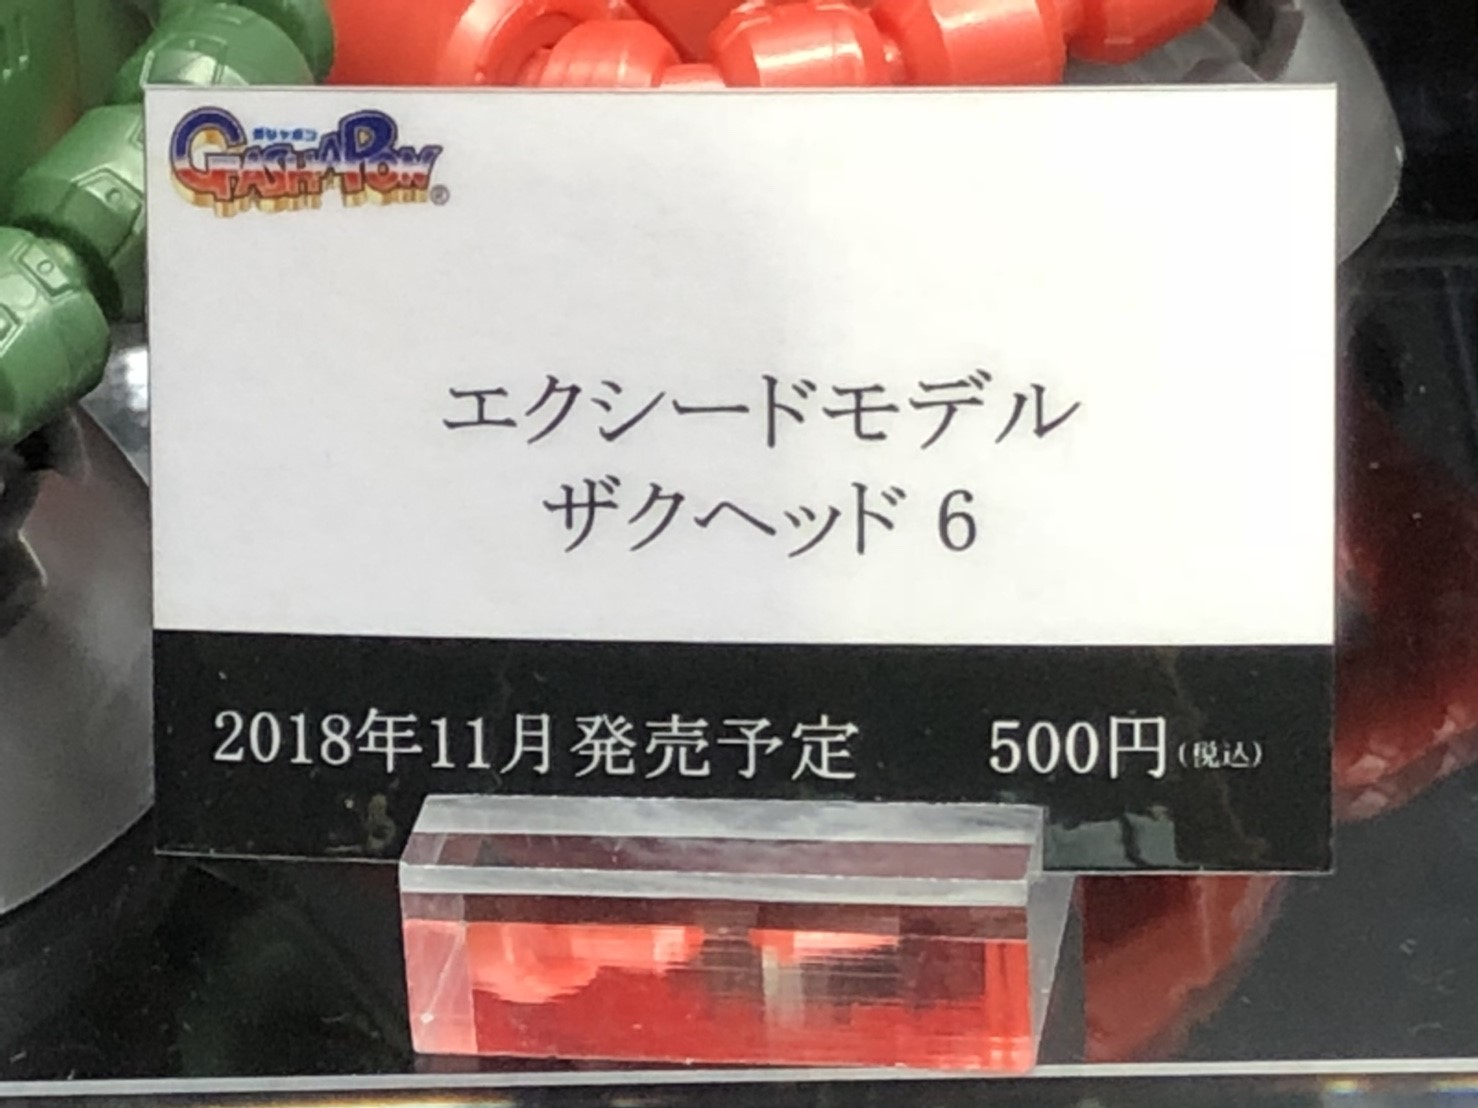 ガシャポン
GASHAPON®
エクシードモデル
ザクヘッド 6
2018年11月発売予定 500円(税込)